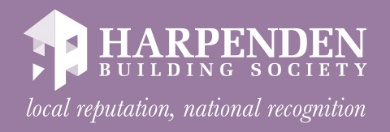 HARPENDEN
BUILDING SOCIETY
local reputation, national recognition